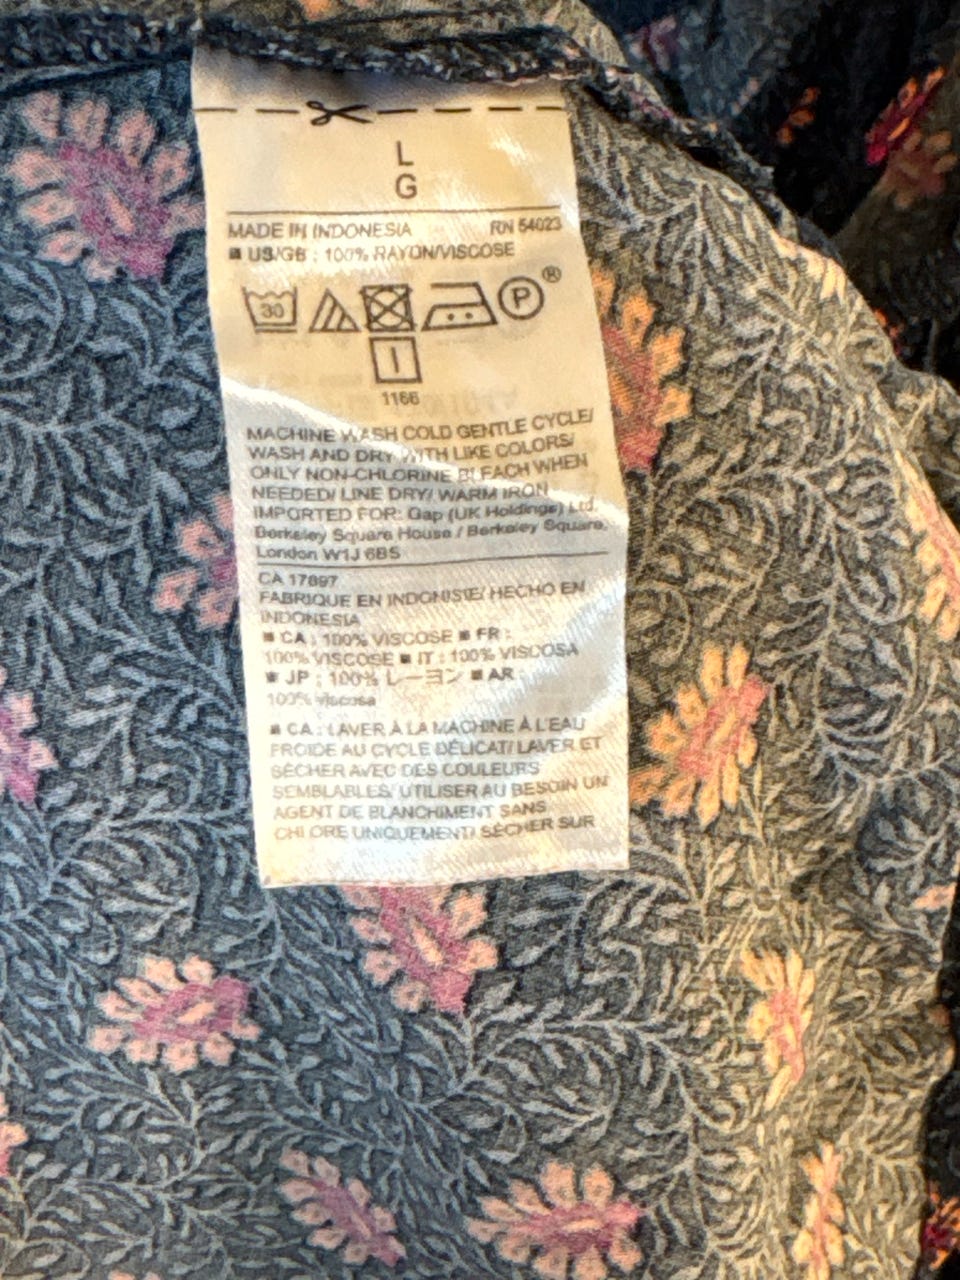 L
G
MADE IN INDONESIA RN 54023
■ US/GB : 100% RAYON/VISCOSE
30 P ®
1166
MACHINE WASH COLD GENTLE CYCLE/
WASH AND DRY WITH LIKE COLORS/
ONLY NON-CHLORINE BLEACH WHEN
NEEDED/ LINE DRY/ WARM IRON
IMPORTED FOR: Gap (UK Holdings) Ltd.
Berkeley Square House / Berkeley Square
London W1J 6BS
CA 17897
FABRIQUÉ EN INDONÉSIE/ HECHO EN
INDONESIA
■ CA : 100% VISCOSE ■ FR :
100% VISCOSE ■ IT : 100% VISCOSA
■ JP : 100% レーヨン ■ AR :
100% viscosa
■ CA : LAVER À LA MACHINE À L'EAU
FROIDE AU CYCLE DÉLICAT/ LAVER ET
SÉCHER AVEC DES COULEURS
SEMBLABLES/ UTILISER AU BESOIN UN
AGENT DE BLANCHIMENT SANS
CHLORE UNIQUEMENT/ SÉCHER SUR